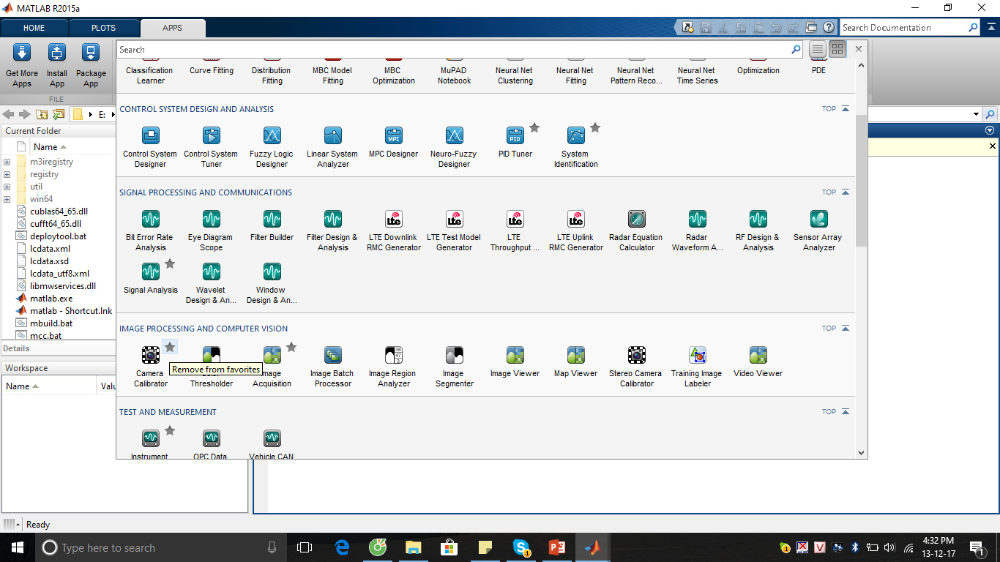 MATLAB R2015a
HOME
PLOTS
APPS
Search Documentation
Get More Apps
Install App
Package App
FILE
Search
E:
Current Folder
Name
m3iregistry
registry
util
win64
cublas64_65.dll
cufft64_65.dll
deploytool.bat
lcdata.xml
lcdata.xsd
lcdata_utf8.xml
libmwservices.dll
matlab.exe
matlab - Shortcut.lnk
mbuild.bat
mcc.bat
Details
Workspace
Name
Valu
Classification Learner
Curve Fitting
Distribution Fitting
MBC Model Fitting
MBC Optimization
MuPAD Notebook
Neural Net Clustering
Neural Net Fitting
Neural Net Pattern Reco...
Neural Net Time Series
Optimization
PDE
CONTROL SYSTEM DESIGN AND ANALYSIS
TOP
Control System Designer
Control System Tuner
Fuzzy Logic Designer
Linear System Analyzer
MPC
MPC Designer
Neuro-Fuzzy Designer
PID
PID Tuner
System Identification
SIGNAL PROCESSING AND COMMUNICATIONS
TOP
Bit Error Rate Analysis
Eye Diagram Scope
Filter Builder
Filter Design & Analysis
Lte
LTE Downlink RMC Generator
Lte
LTE Test Model Generator
Lte
LTE Throughput ...
Lte
LTE Uplink RMC Generator
Radar Equation Calculator
Radar Waveform A...
RF Design & Analysis
Sensor Array Analyzer
Signal Analysis
Wavelet Design & An...
Window Design & An...
IMAGE PROCESSING AND COMPUTER VISION
TOP
Camera Calibrator
Remove from favorites
Thresholder
Image Acquisition
Image Batch Processor
Image Region Analyzer
Image Segmenter
Image Viewer
Map Viewer
Stereo Camera Calibrator
Training Image Labeler
Video Viewer
TEST AND MEASUREMENT
TOP
Instrument
OPC Data
Vehicle CAN
Ready
Type here to search
4:32 PM
13-12-17